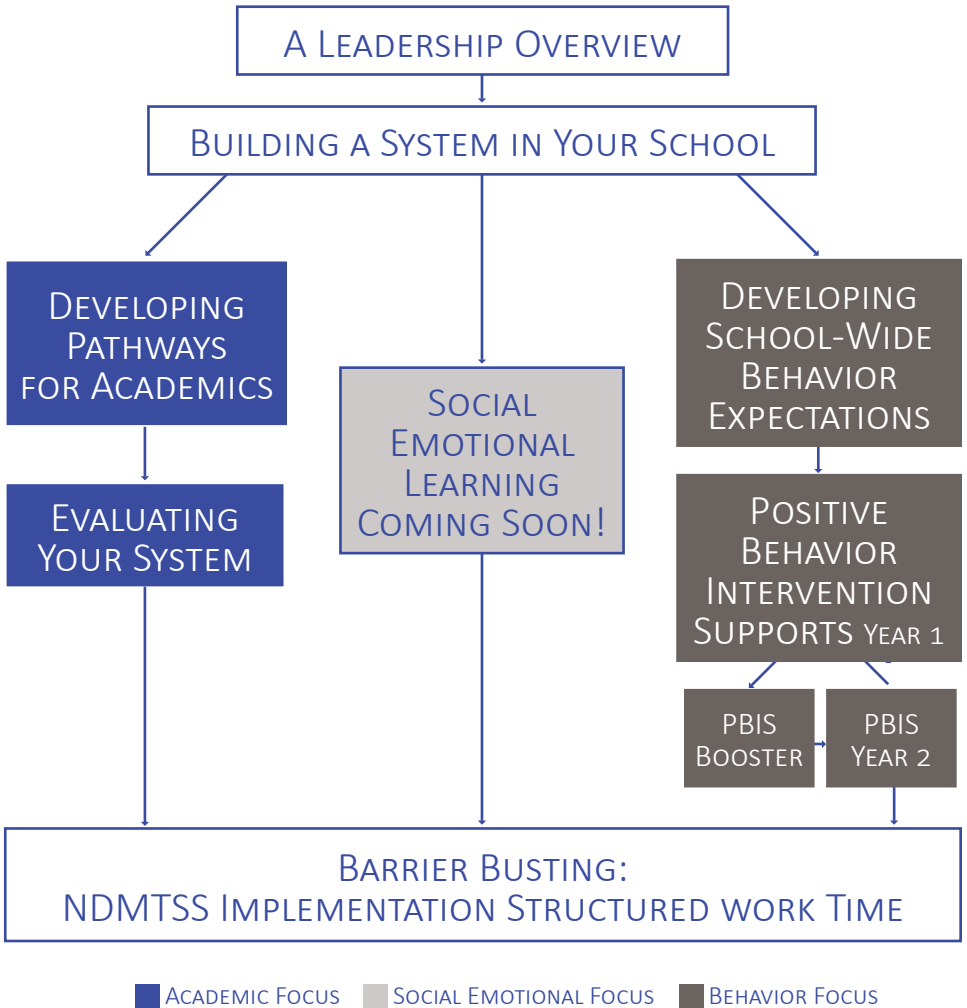 A Leadership Overview
Building a System in Your School
Developing
Pathways
for Academics
Evaluating
Your System
Social
Emotional
Learning
Coming Soon!
Developing
School-Wide
Behavior
Expectations
Positive
Behavior
Intervention
Supports Year 1
PBIS
Booster
PBIS
Year 2
Barrier Busting:
NDMTSS Implementation Structured work Time
Academic Focus
Social Emotional Focus
Behavior Focus